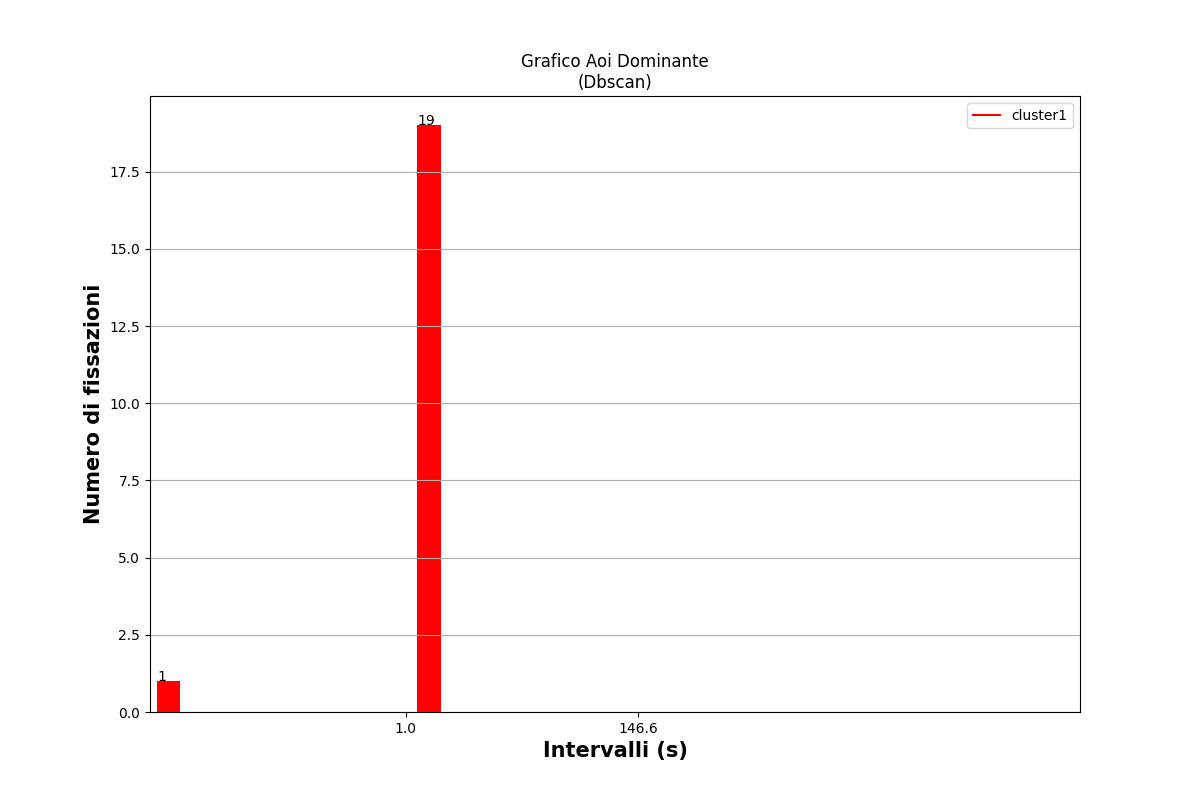 Grafico Aoi Dominante
(Dbscan)
cluster1
19
17.5
15.0
12.5
10.0
7.5
5.0
2.5
0.0
1
Numero di fissazioni
1.0
146.6
Intervalli (s)